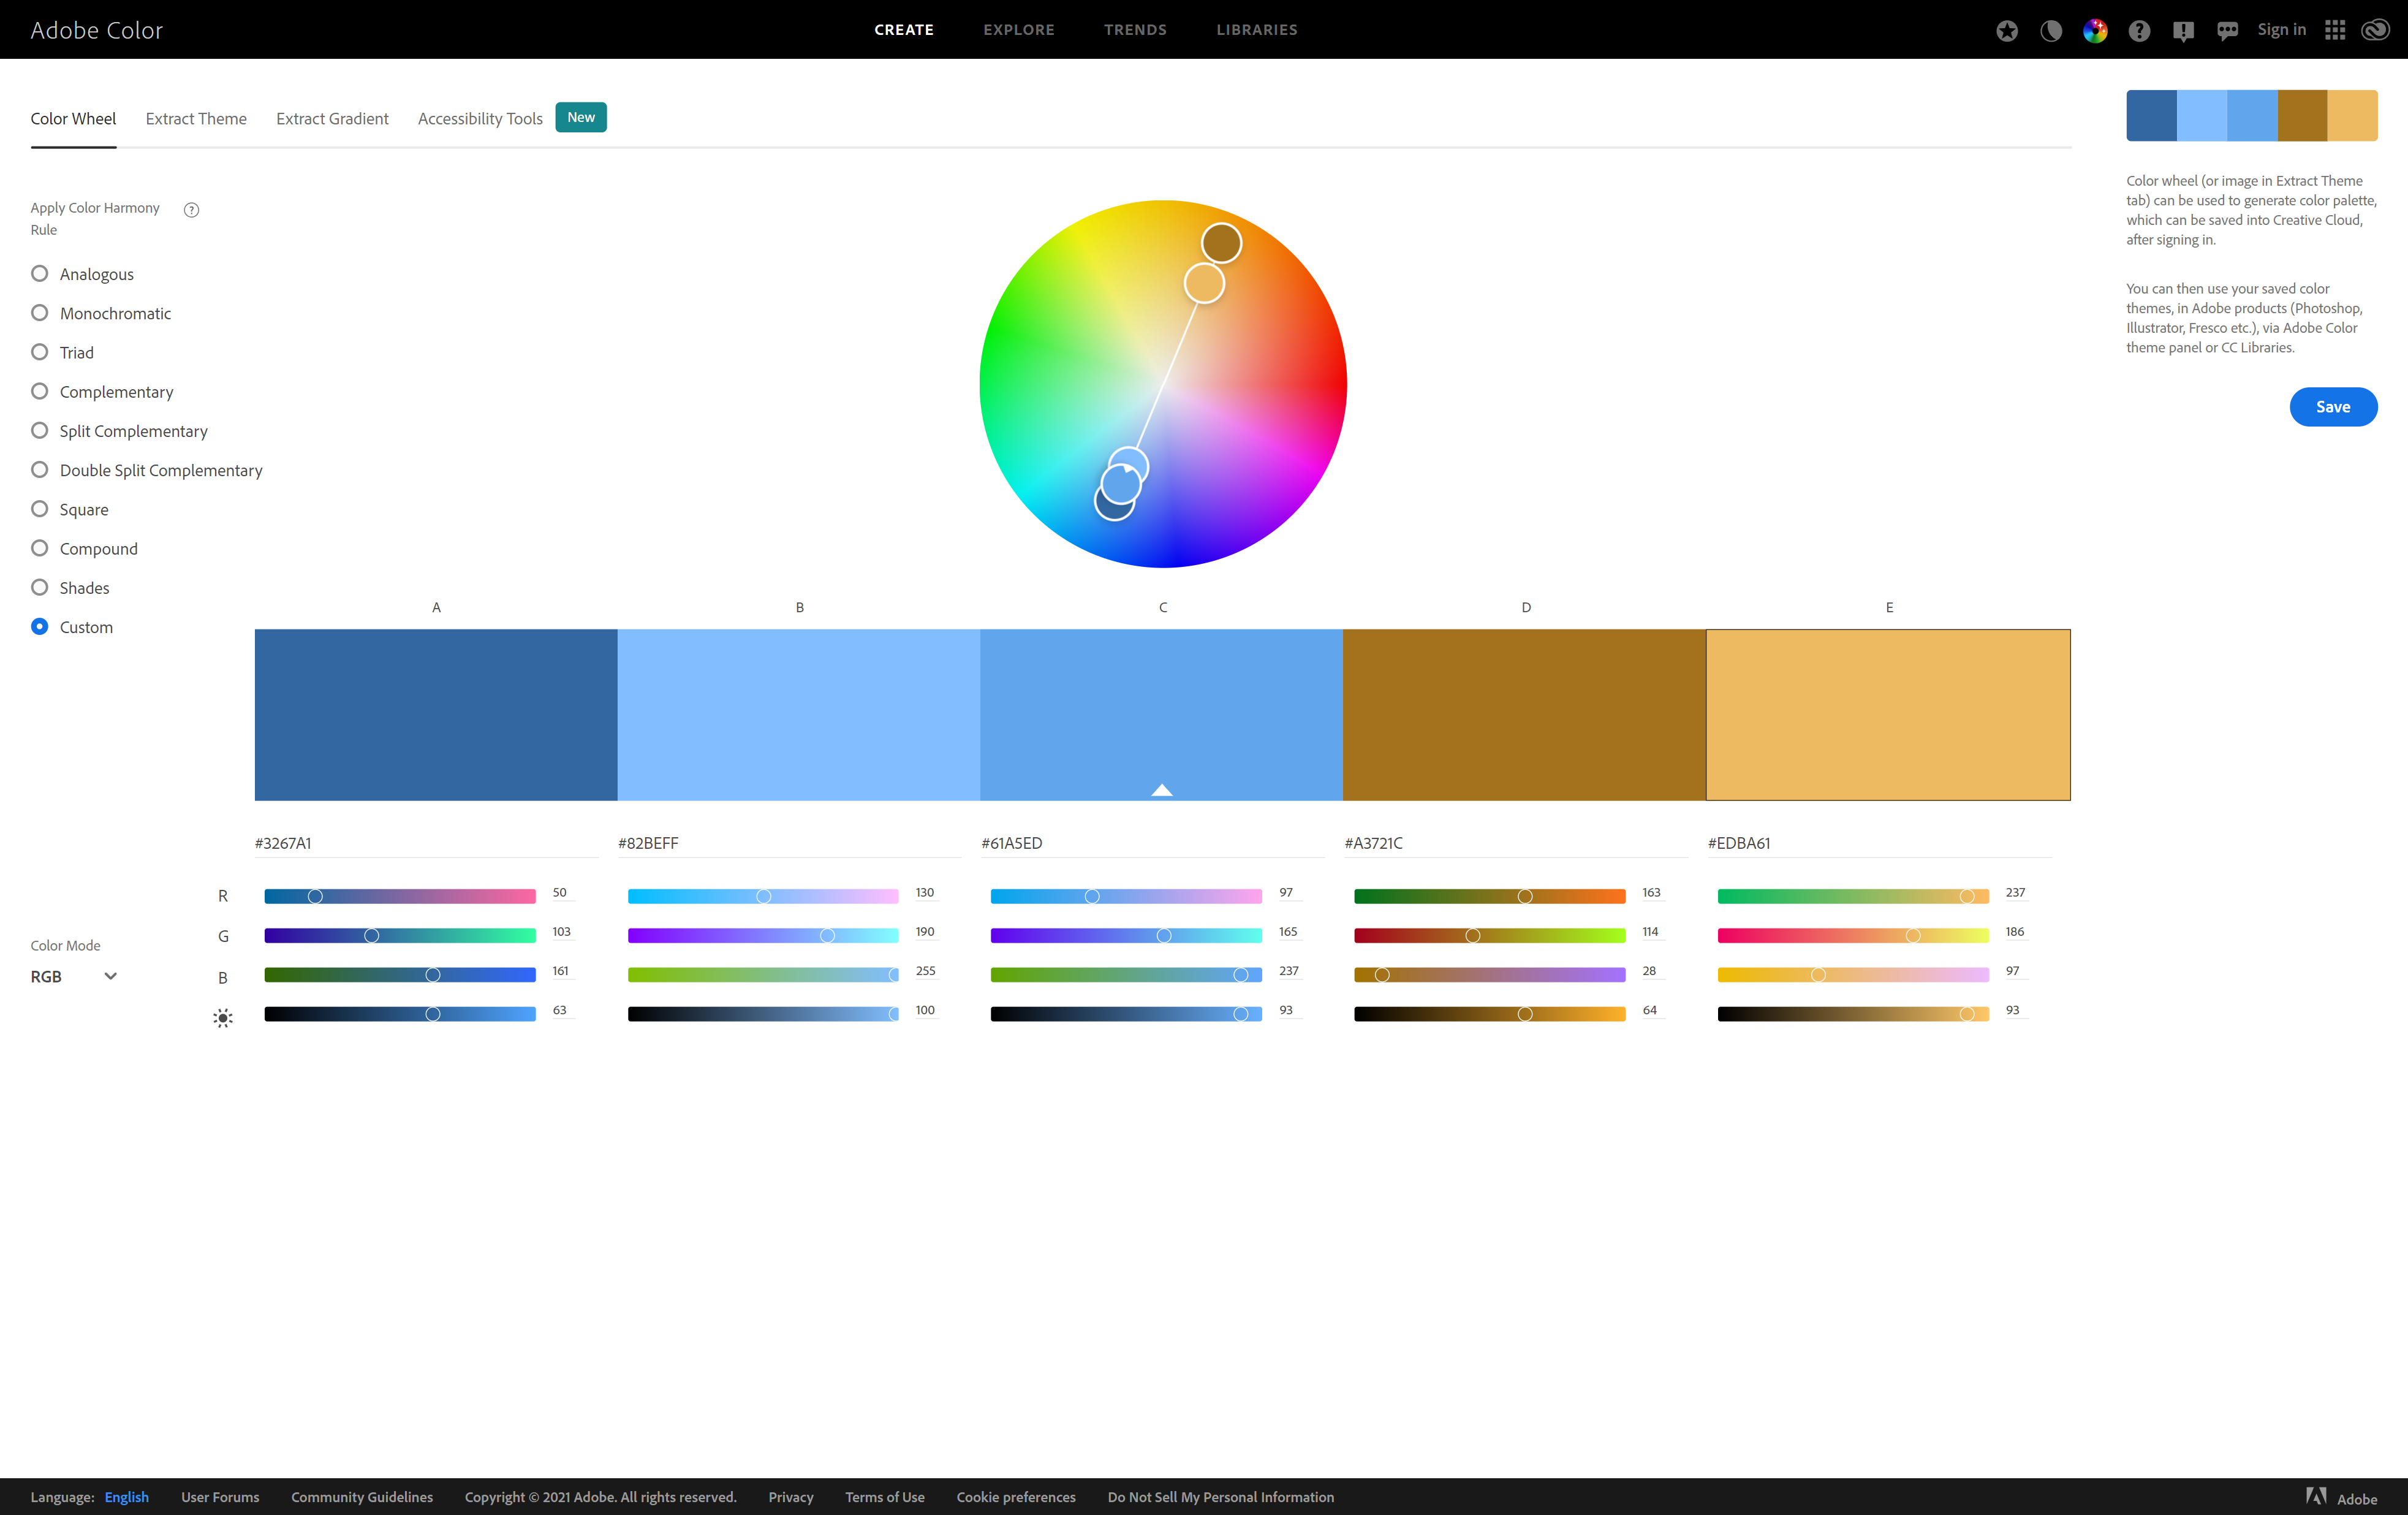 Adobe Color
CREATE
EXPLORE
TRENDS
LIBRARIES
Sign in
Color Wheel
Extract Theme
Extract Gradient
Accessibility Tools
New
Color wheel (or image in Extract Theme
tab) can be used to generate color palette,
which can be saved into Creative Cloud,
after signing in.
You can then use your saved color
themes, in Adobe products (Photoshop,
Illustrator, Fresco etc.), via Adobe Color
theme panel or CC Libraries.
Save
Apply Color Harmony
Rule
?
Analogous
Monochromatic
Triad
Complementary
Split Complementary
Double Split Complementary
Square
Compound
Shades
Custom
A
B
C
D
E
#3267A1
#82BEFF
#61A5ED
#A3721C
#EDBA61
R
50
130
97
163
237
G
103
190
165
114
186
B
161
255
237
28
97
63
100
93
64
93
Color Mode
RGB
Language: English
User Forums
Community Guidelines
Copyright © 2021 Adobe. All rights reserved.
Privacy
Terms of Use
Cookie preferences
Do Not Sell My Personal Information
Adobe